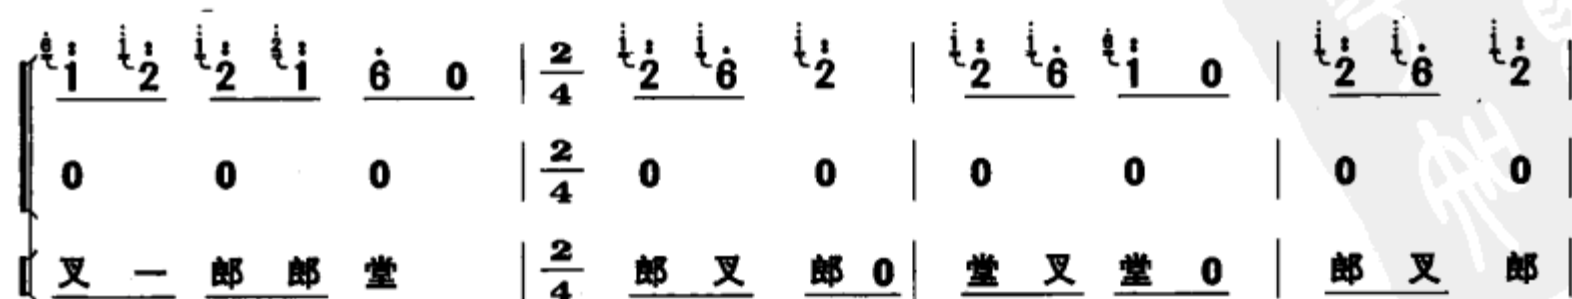 1 2 2 1 6 0 | 2/4 2 6 2 | 2 6 1 0 | 2 6 2 |
0 0 0 | 2/4 0 0 | 0 0 | 0 0 |
叉 一 郎 郎 堂 | 2/4 郎 叉 郎 0 | 堂 叉 堂 0 | 郎 叉 郎 |